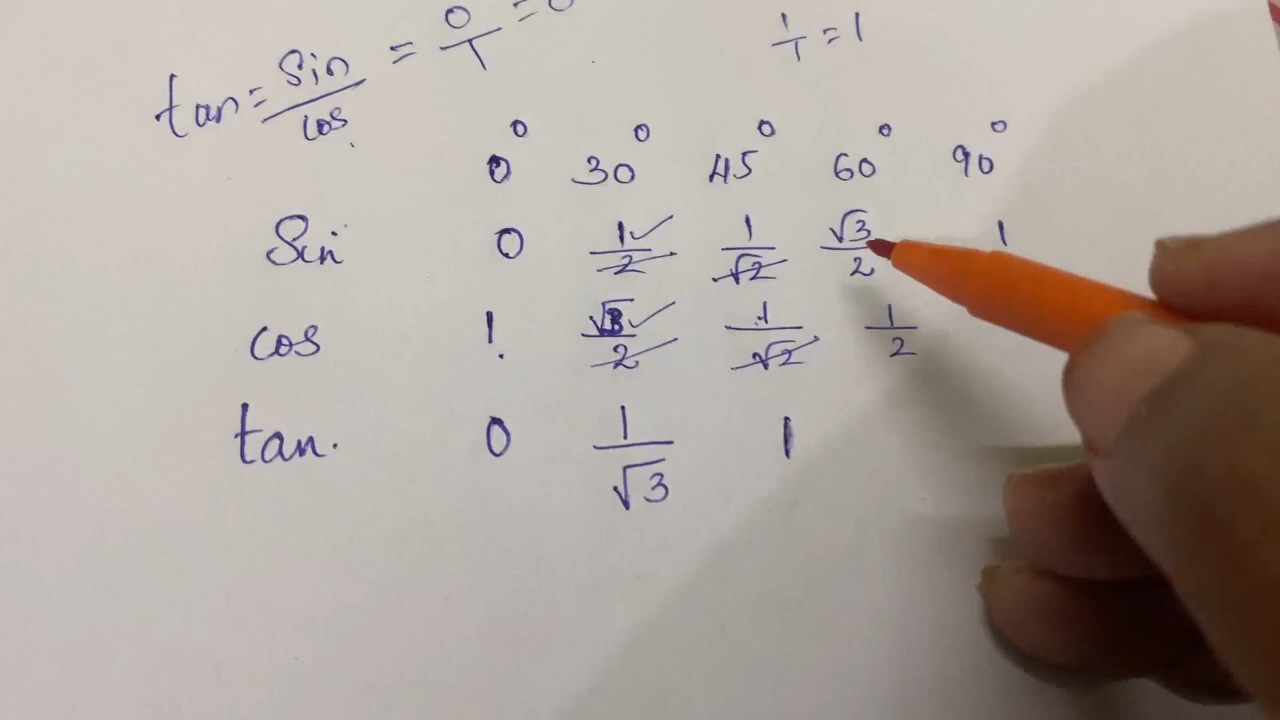 tan = sin/cos = 0/1 = 0
1/1 = 1
0° 30° 45° 60° 90°
Sin 0 1/2 1/√2 √3/2 1
cos 1. √3/2 1/√2 1/2
tan. 0 1/√3 1